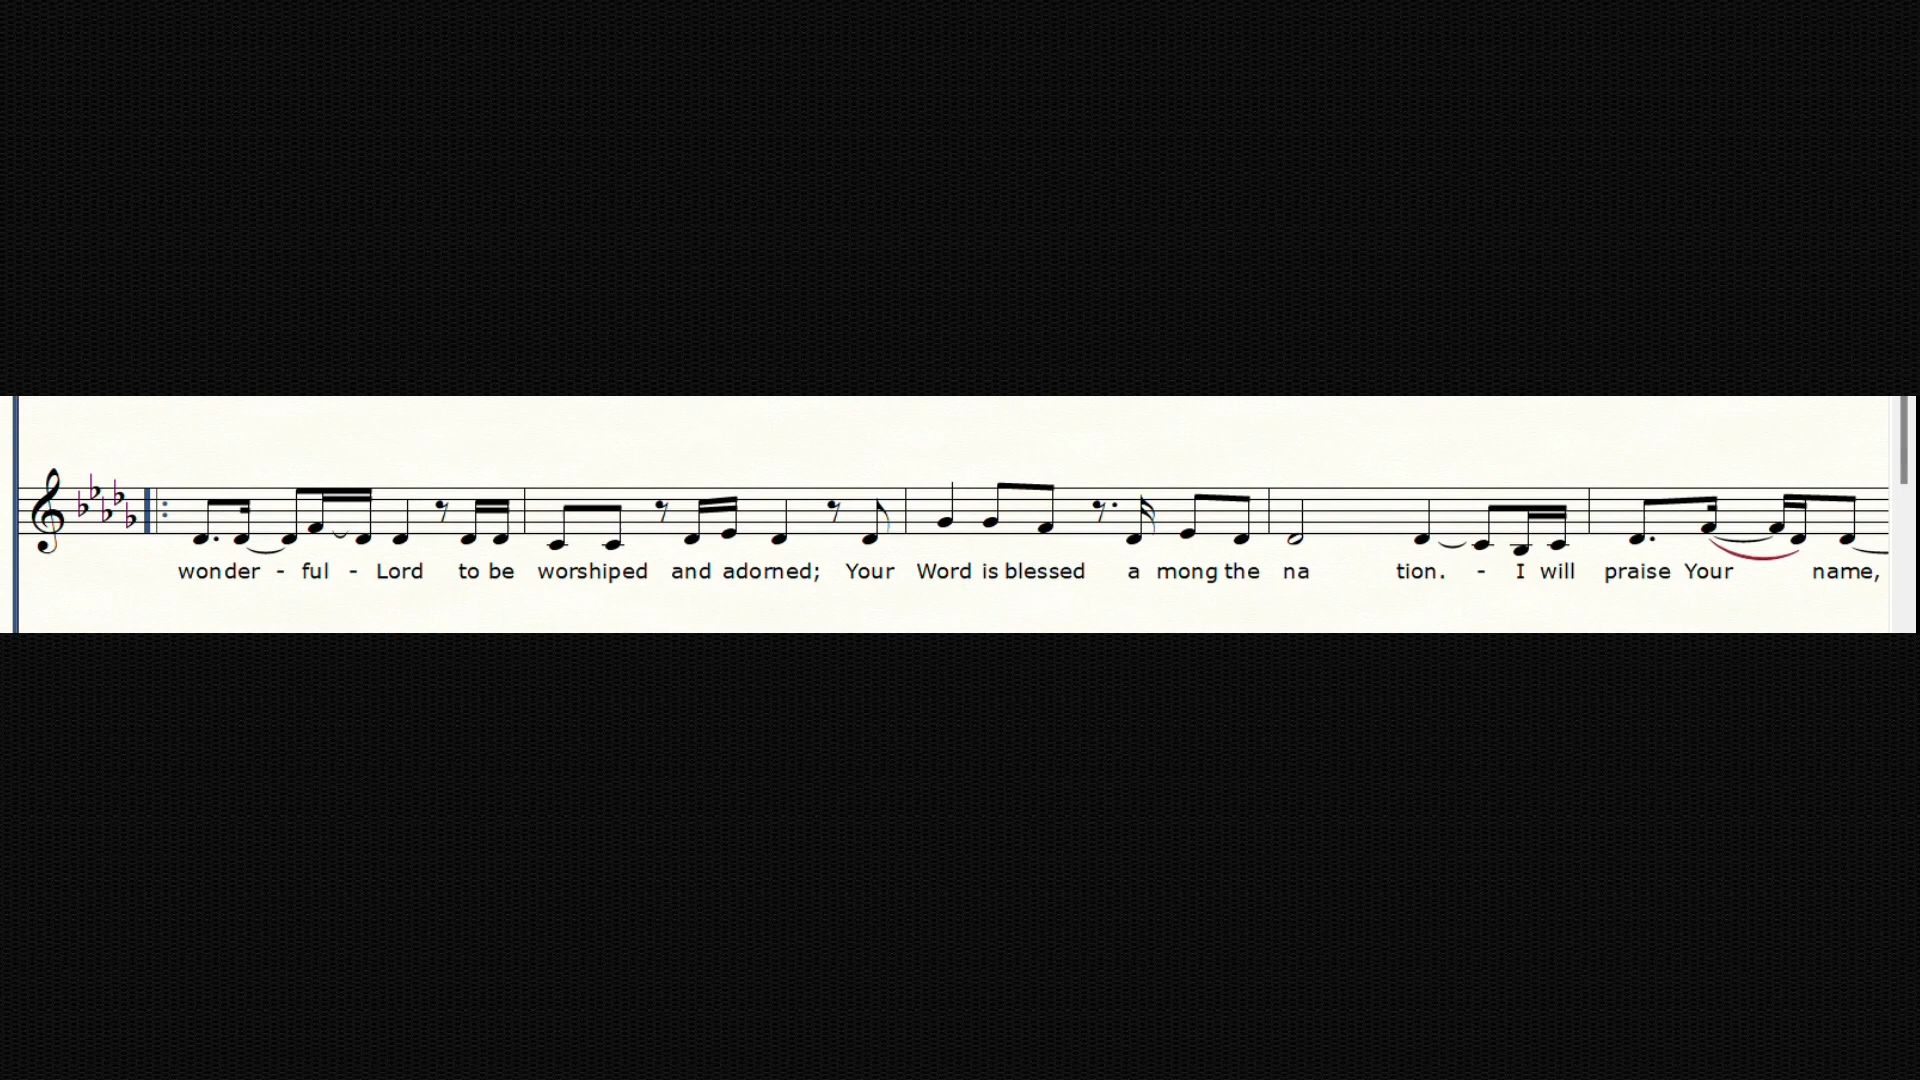 wonder - ful - Lord to be worshiped and adorned; Your Word is blessed a mong the na tion. - I will praise Your name,